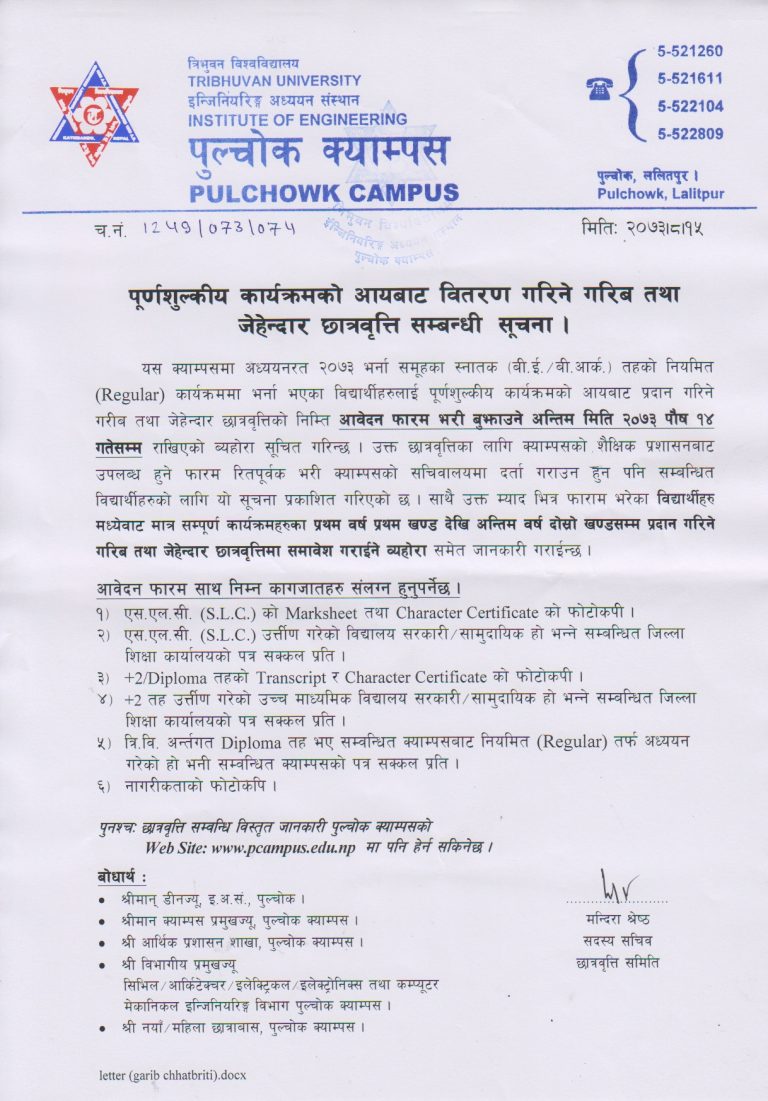 त्रिभुवन विश्वविद्यालय
TRIBHUVAN UNIVERSITY
इन्जिनियरिङ्ग अध्ययन संस्थान
INSTITUTE OF ENGINEERING
पुल्चोक क्याम्पस
PULCHOWK CAMPUS
5-521260
5-521611
5-522104
5-522809
पुल्चोक, ललितपुर ।
Pulchowk, Lalitpur
त्रिभुवन विश्वविद्यालय
इन्जिनियरिङ्ग अध्ययन संस्थान
पुल्चोक क्याम्पस
च.नं. 1249/073/074
मितिः २०७३।८।१५
पूर्णशुल्कीय कार्यक्रमको आयबाट वितरण गरिने गरिब तथा
जेहेन्दार छात्रवृत्ति सम्बन्धी सूचना ।
यस क्याम्पसमा अध्ययनरत २०७३ भर्ना समूहका स्नातक (बी.ई./बी.आर्क.) तहको नियमित
(Regular) कार्यक्रममा भर्ना भएका विद्यार्थीहरुलाई पूर्णशुल्कीय कार्यक्रमको आयबाट प्रदान गरिने
गरीब तथा जेहेन्दार छात्रवृत्तिको निम्ति आवेदन फारम भरी बुझाउने अन्तिम मिति २०७३ पौष १४
गतेसम्म राखिएको ब्यहोरा सूचित गरिन्छ । उक्त छात्रवृत्तिका लागि क्याम्पसको शैक्षिक प्रशासनबाट
उपलब्ध हुने फारम रितपूर्वक भरी क्याम्पसको सचिवालयमा दर्ता गराउन हुन पनि सम्बन्धित
विद्यार्थीहरुको लागि यो सूचना प्रकाशित गरिएको छ । साथै उक्त म्याद भित्र फाराम भरेका विद्यार्थीहरु
मध्येवाट मात्र सम्पूर्ण कार्यक्रमहरुका प्रथम वर्ष प्रथम खण्ड देखि अन्तिम वर्ष दोस्रो खण्डसम्म प्रदान गरिने
गरिब तथा जेहेन्दार छात्रवृत्तिमा समावेश गराईने ब्यहोरा समेत जानकारी गराईन्छ ।
आवेदन फारम साथ निम्न कागजातहरु संलग्न हुनुपर्नेछ ।
१) एस.एल.सी. (S.L.C.) को Marksheet तथा Character Certificate को फोटोकपी ।
२) एस.एल.सी. (S.L.C.) उर्त्तीण गरेको विद्यालय सरकारी/सामुदायिक हो भन्ने सम्बन्धित जिल्ला
शिक्षा कार्यालयको पत्र सक्कल प्रति ।
३) +2/Diploma तहको Transcript र Character Certificate को फोटोकपी ।
४) +2 तह उर्त्तीण गरेको उच्च माध्यमिक विद्यालय सरकारी/सामुदायिक हो भन्ने सम्बन्धित जिल्ला
शिक्षा कार्यालयको पत्र सक्कल प्रति ।
५) त्रि.वि. अर्न्तगत Diploma तह भए सम्बन्धित क्याम्पसबाट नियमित (Regular) तर्फ अध्ययन
गरेको हो भनी सम्बन्धित क्याम्पसको पत्र सक्कल प्रति ।
६) नागरीकताको फोटोकपि ।
पुनश्चः छात्रवृत्ति सम्बन्धि विस्तृत जानकारी पुल्चोक क्याम्पसको
Web Site: www.pcampus.edu.np मा पनि हेर्न सकिनेछ ।
बोधार्थ :
• श्रीमान् डीनज्यू, इ.अ.सं., पुल्चोक ।
• श्रीमान क्याम्पस प्रमुखज्यू, पुल्चोक क्याम्पस ।
• श्री आर्थिक प्रशासन शाखा, पुल्चोक क्याम्पस ।
• श्री विभागीय प्रमुखज्यू
सिभिल/आर्किटेक्चर/इलेक्ट्रिकल/इलेक्ट्रोनिक्स तथा कम्प्यूटर
मेकानिकल इन्जिनियरिङ्ग विभाग पुल्चोक क्याम्पस ।
• श्री नयाँ/महिला छात्राबास, पुल्चोक क्याम्पस ।
मन्दिरा श्रेष्ठ
सदस्य सचिव
छात्रवृत्ति समिति
letter (garib chhatbriti).docx